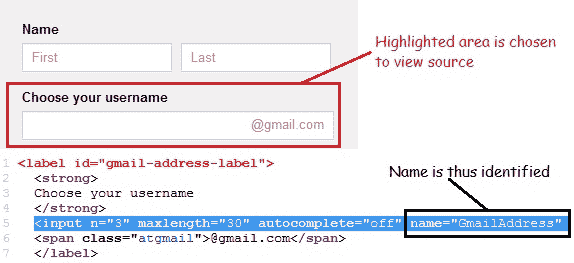 Name
First Last
Highlighted area is chosen
to view source
Choose your username
@gmail.com
1 <label id="gmail-address-label">
2 <strong>
3 Choose your username
4 </strong>
5 <input n="3" maxlength="30" autocomplete="off" name="GmailAddress"
6 <span class="atgmail">@gmail.com</span>
7 </label>
Name is thus identified